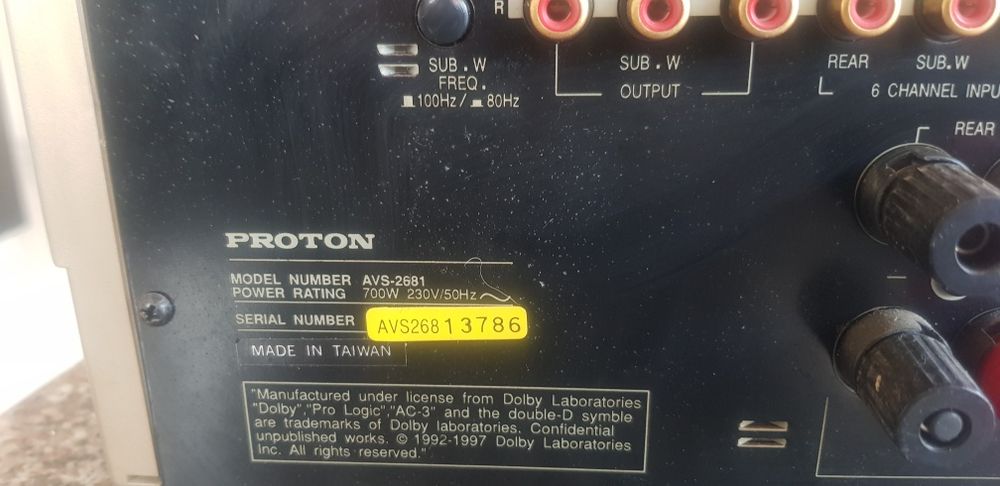 R
SUB.W
FREQ.
100Hz/ 80Hz
SUB.W
OUTPUT
REAR SUB.W
6 CHANNEL INPU
REAR
PROTON
MODEL NUMBER AVS-2681
POWER RATING 700W 230V/50Hz~
SERIAL NUMBER AVS26813786
MADE IN TAIWAN
"Manufactured under license from Dolby Laboratories
"Dolby","Pro Logic","AC-3" and the double-D symble
are trademarks of Dolby laboratories. Confidential
unpublished works. © 1992-1997 Dolby Laboratories
Inc. All rights reserved."